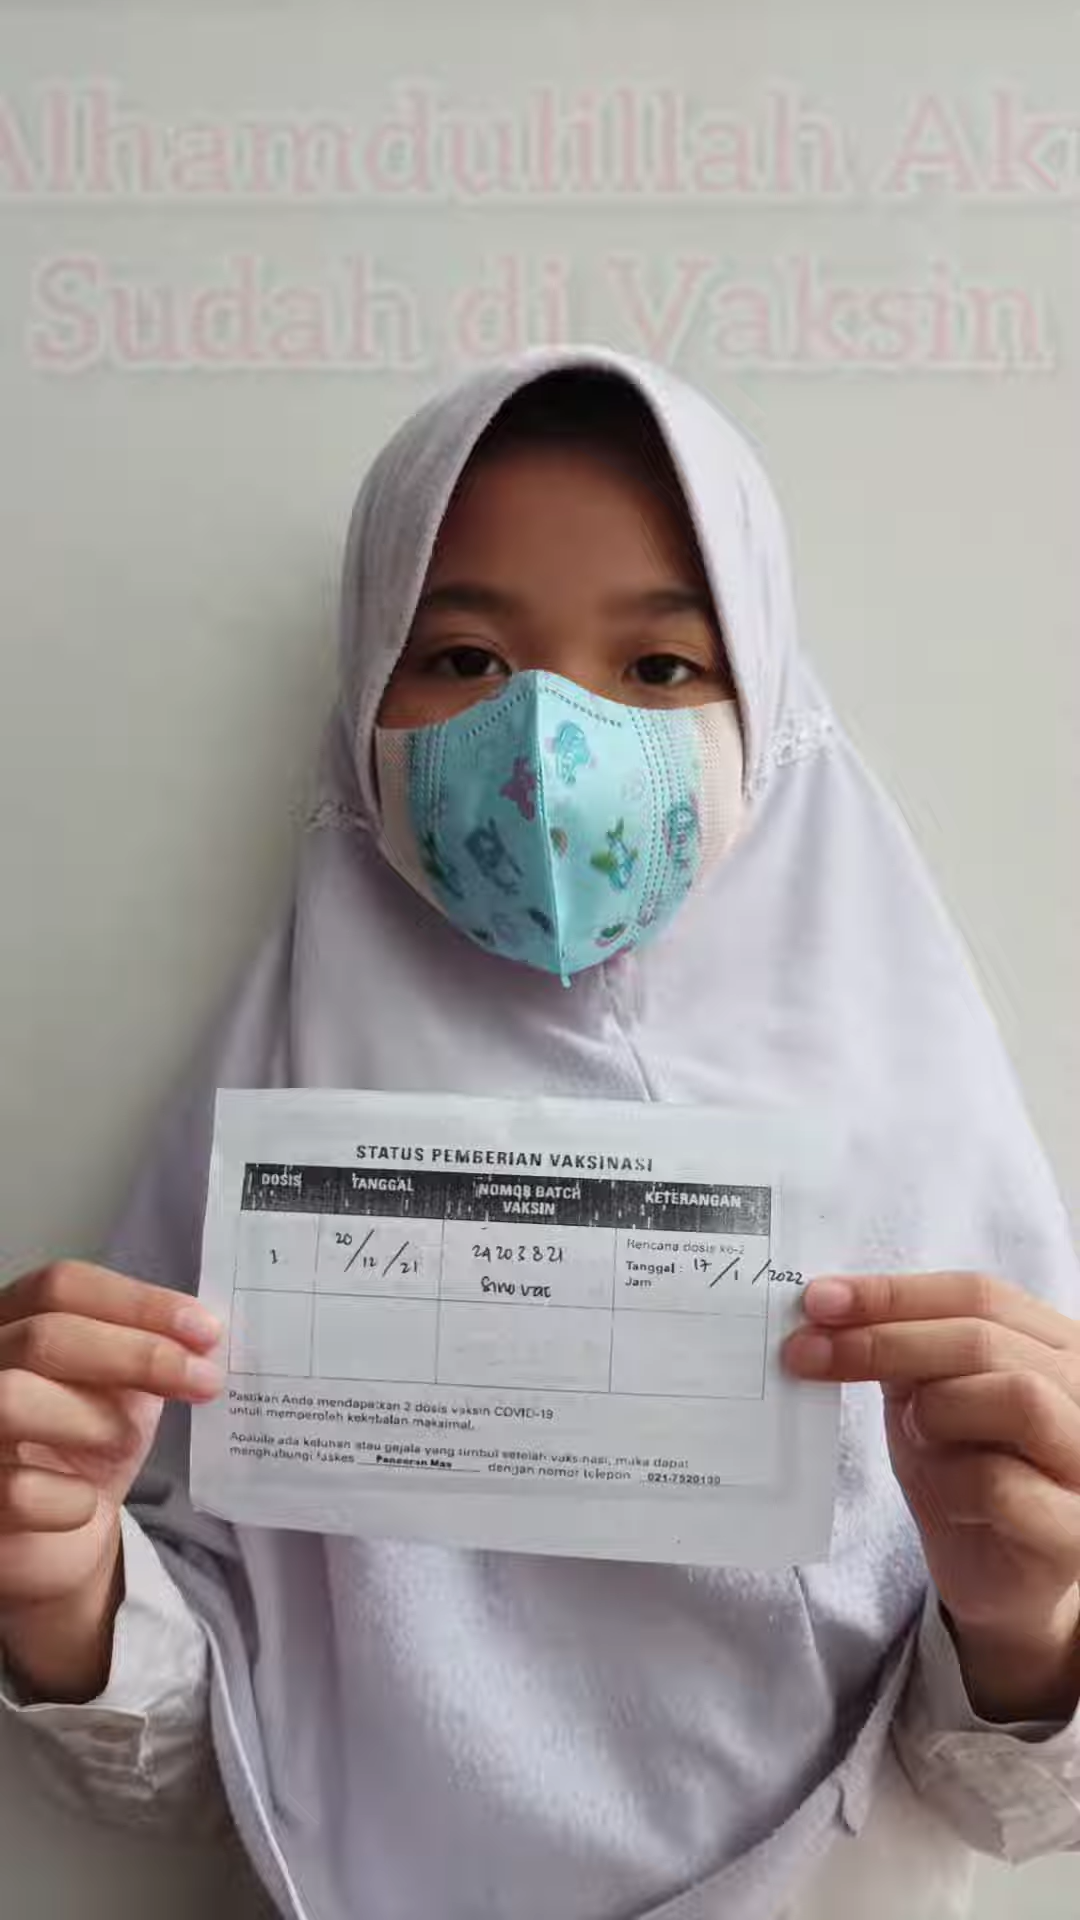 Alhamdulillah Ak
Sudah di Vaksin
STATUS PEMBERIAN VAKSINASI
DOSIS TANGGAL NOMOR BATCH VAKSIN KETERANGAN
1 20/12/21 24203821 Sinovac
Rencana dosis ke-2
Tanggal : 17/1/2022
Jam
Pastikan Anda mendapatkan 2 dosis vaksin COVID-19
untuk memperoleh kekebalan maksimal.
Apabila ada keluhan atau gejala yang timbul setelah vaksinasi, maka dapat
menghubungi faskes Pancoran Mas dengan nomor telepon 021-7520130